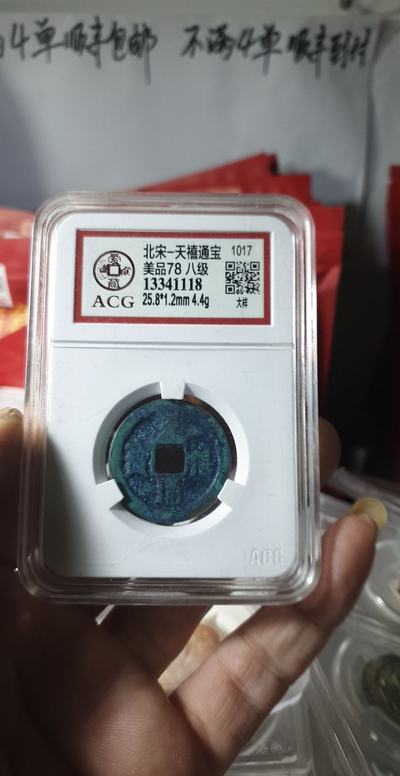 4单顺丰包邮 不满4单顺丰到付
北宋-天禧通宝 1017
美品78 八级
13341118
ACG 25.8*1.2mm 4.4g 大样
ACG